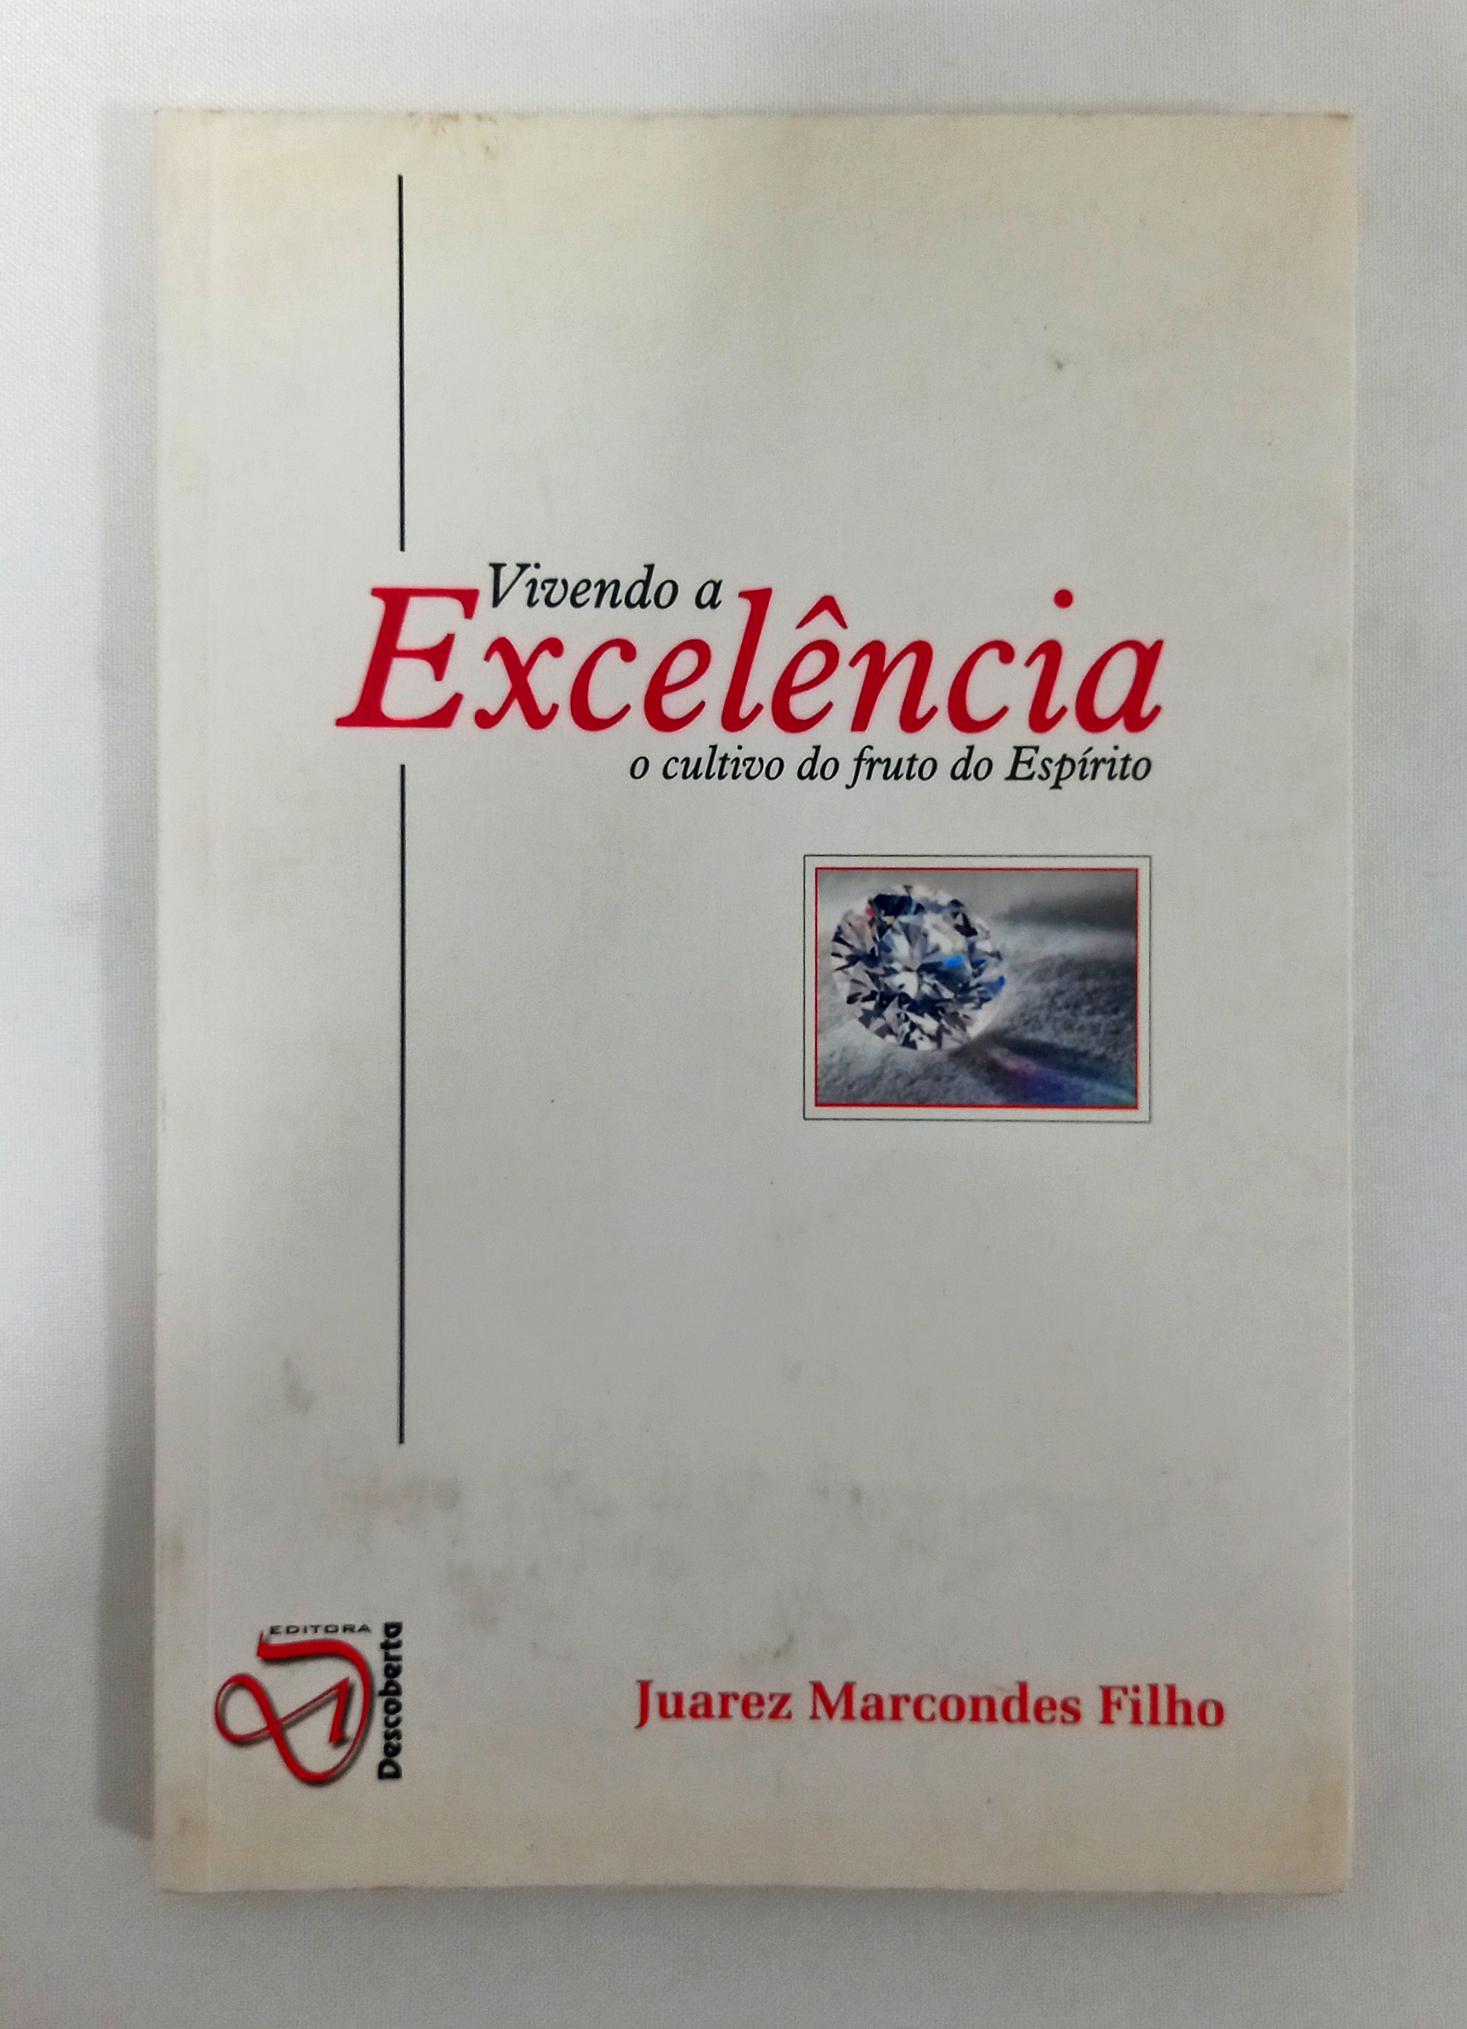 Vivendo a
Excelência
o cultivo do fruto do Espírito
EDITORA
Descoberta
Juarez Marcondes Filho